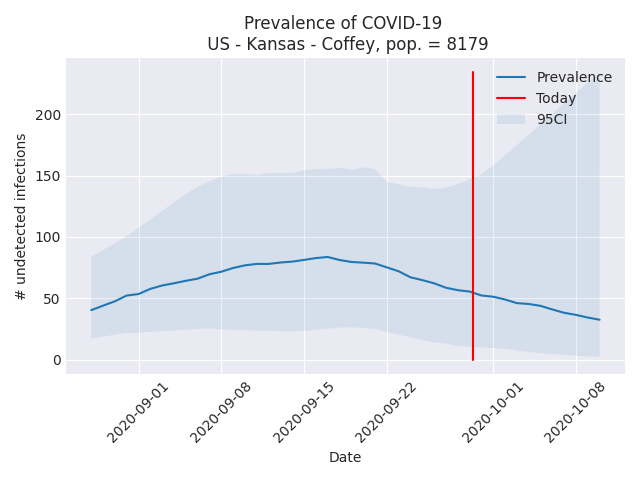 Prevalence of COVID-19
US - Kansas - Coffey, pop. = 8179
Prevalence
Today
95CI
200
150
100
50
0
# undetected infections
2020-09-01
2020-09-08
2020-09-15
2020-09-22
2020-10-01
2020-10-08
Date